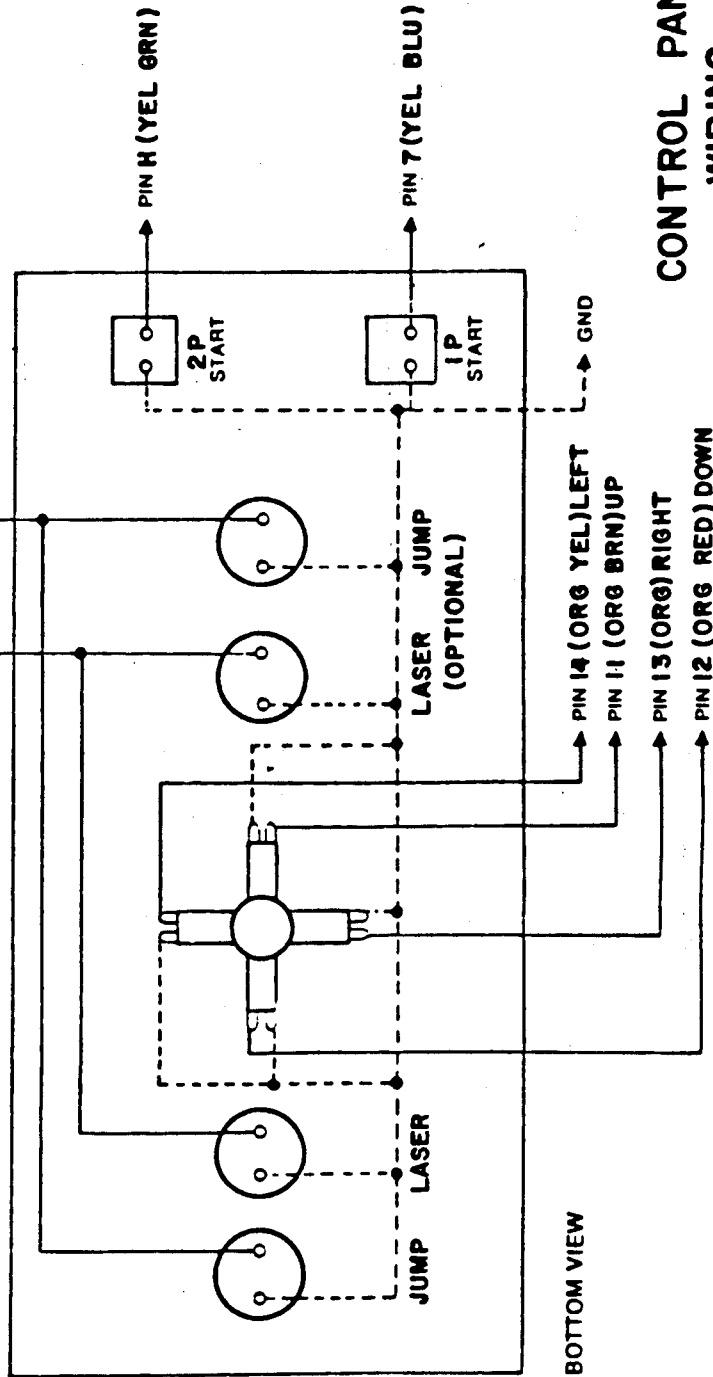 PIN H (YEL GRN)
PIN 7 (YEL BLU)
2P
START
1P
START
GND
JUMP
LASER
(OPTIONAL)
PIN 14 (ORG YEL) LEFT
PIN 11 (ORG BRN) UP
PIN 13 (ORG) RIGHT
PIN 12 (ORG RED) DOWN
LASER
JUMP
BOTTOM VIEW
CONTROL PAN